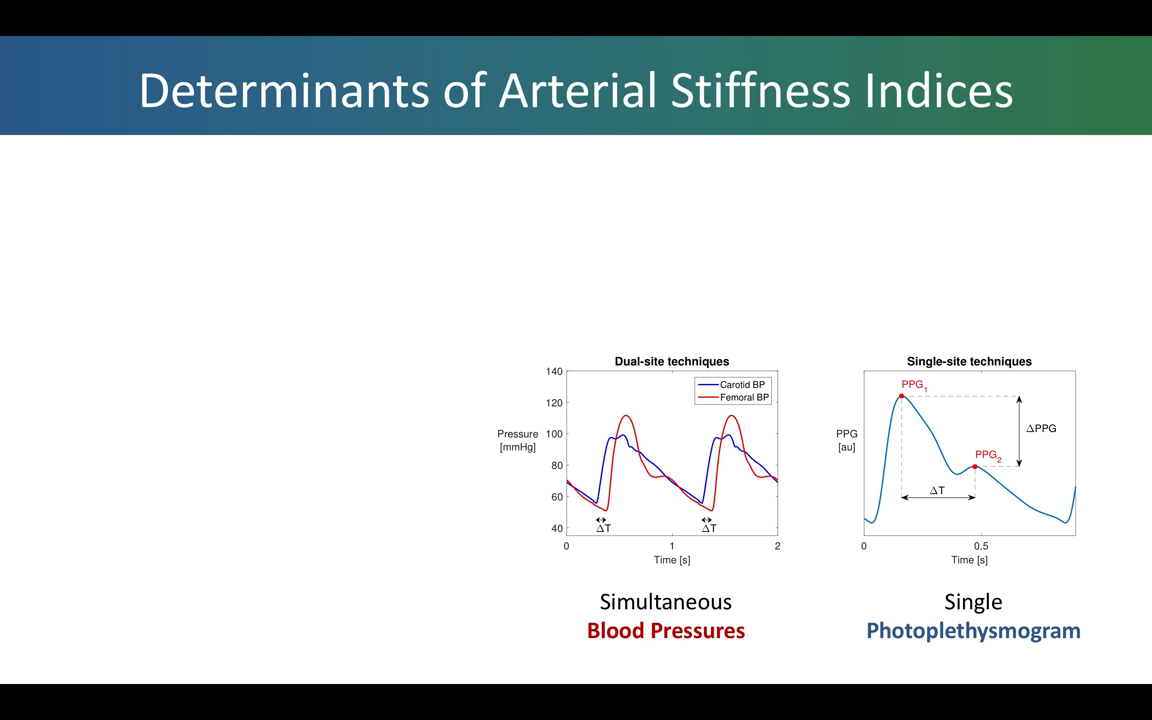 Determinants of Arterial Stiffness Indices
Dual-site techniques
140
120
100
80
60
40
Pressure
[mmHg]
Carotid BP
Femoral BP
ΔT
ΔT
0
1
2
Time [s]
Simultaneous
Blood Pressures
Single-site techniques
PPG
[au]
PPG1
PPG2
ΔPPG
ΔT
0
0.5
Time [s]
Single
Photoplethysmogram